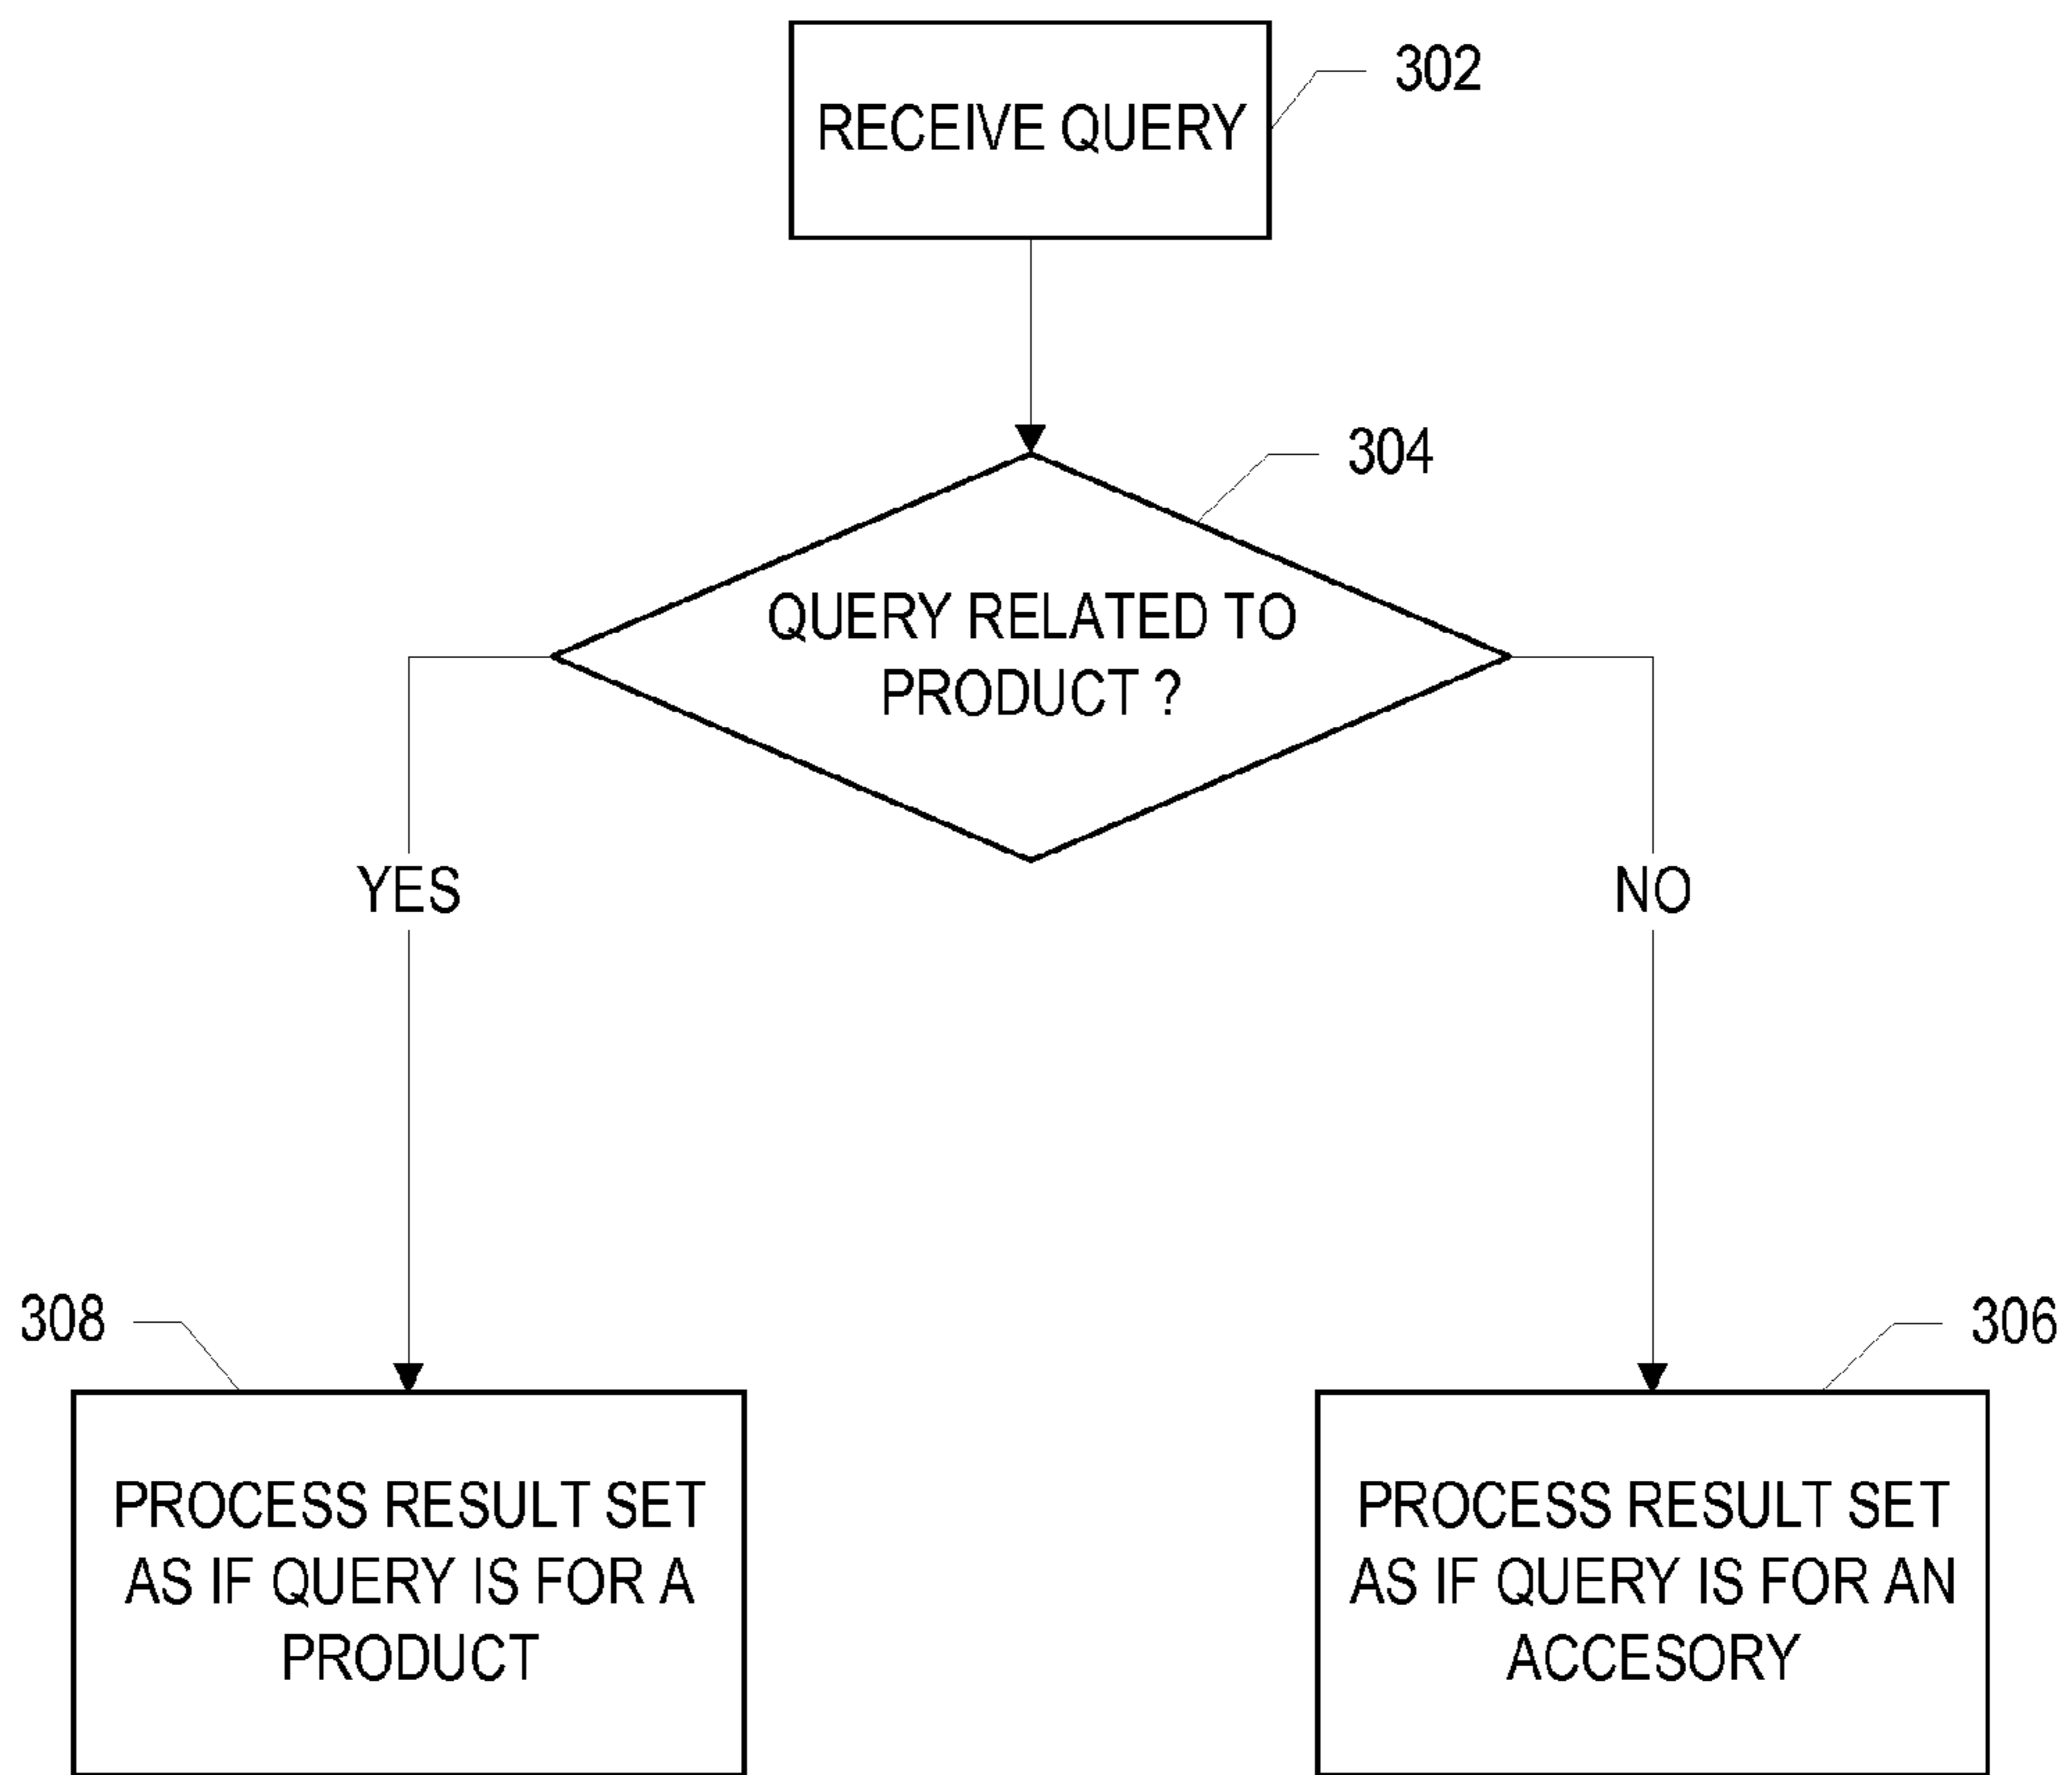 302
RECEIVE QUERY
304
QUERY RELATED TO
PRODUCT ?
YES
NO
308
306
PROCESS RESULT SET
AS IF QUERY IS FOR A
PRODUCT
PROCESS RESULT SET
AS IF QUERY IS FOR AN
ACCESORY